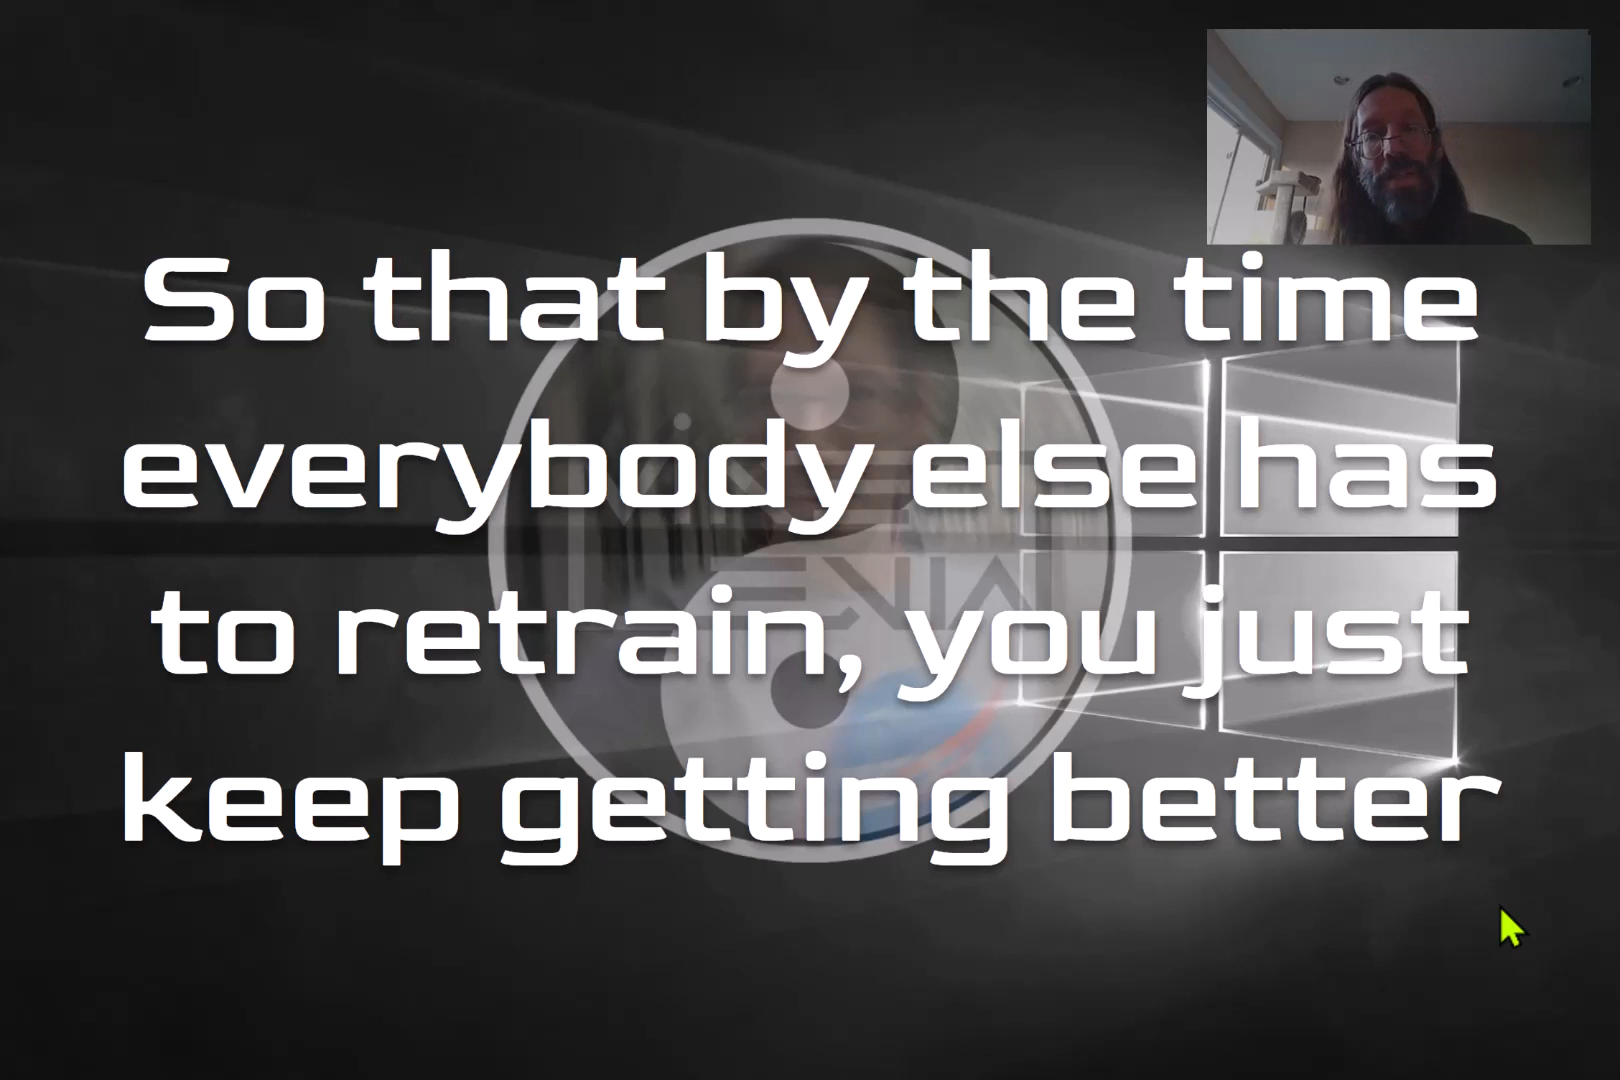 So that by the time
everybody else has
to retrain, you just
keep getting better